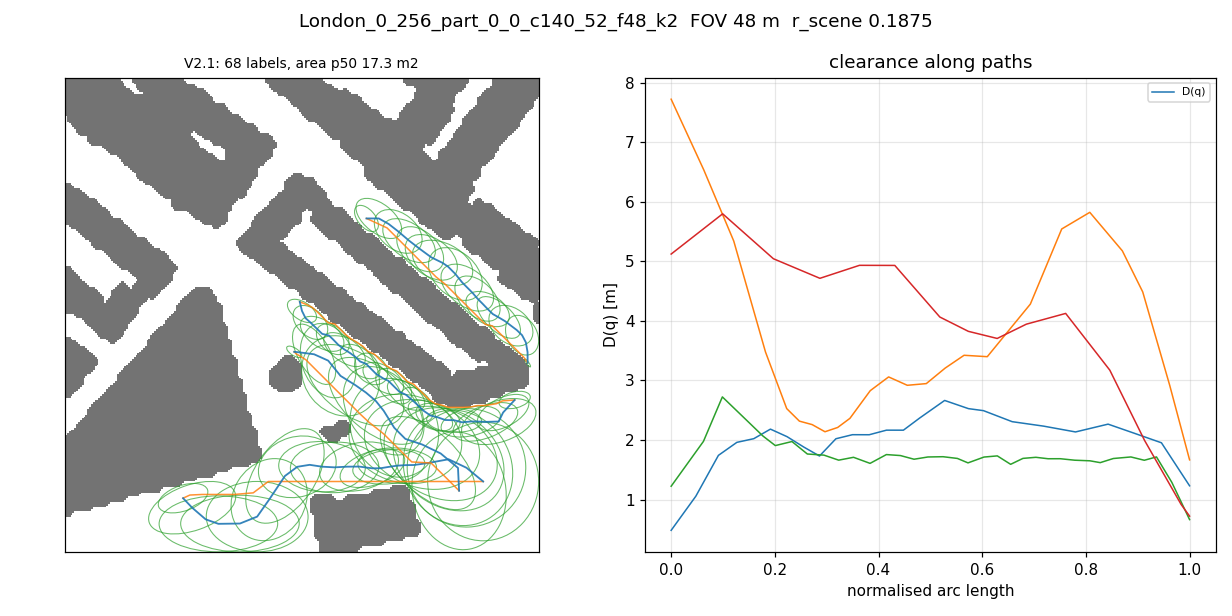 London_0_256_part_0_0_c140_52_f48_k2  FOV 48 m  r_scene 0.1875
V2.1: 68 labels, area p50 17.3 m2
clearance along paths
D(q)
8
7
6
5
4
3
2
1
D(q) [m]
0.0 0.2 0.4 0.6 0.8 1.0
normalised arc length